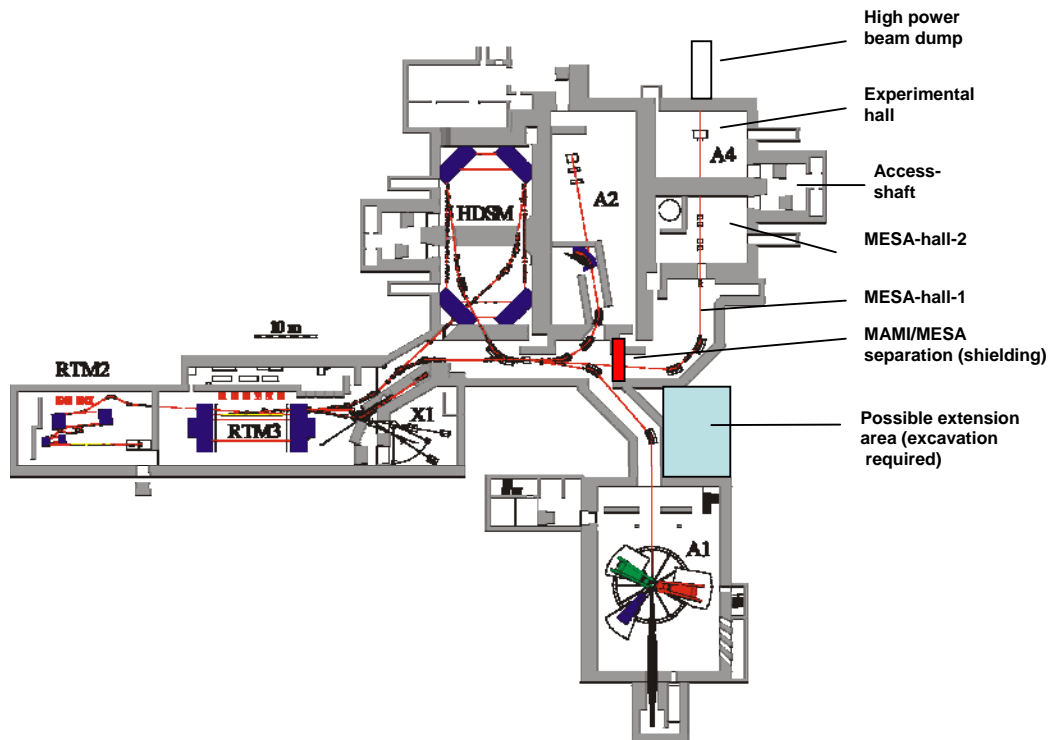 High power
beam dump
Experimental
hall
A4
Access-
shaft
A2
HDSM
MESA-hall-2
MESA-hall-1
10 m
MAMI/MESA
separation (shielding)
RTM2
X1
RTM3
Possible extension
area (excavation
required)
A1